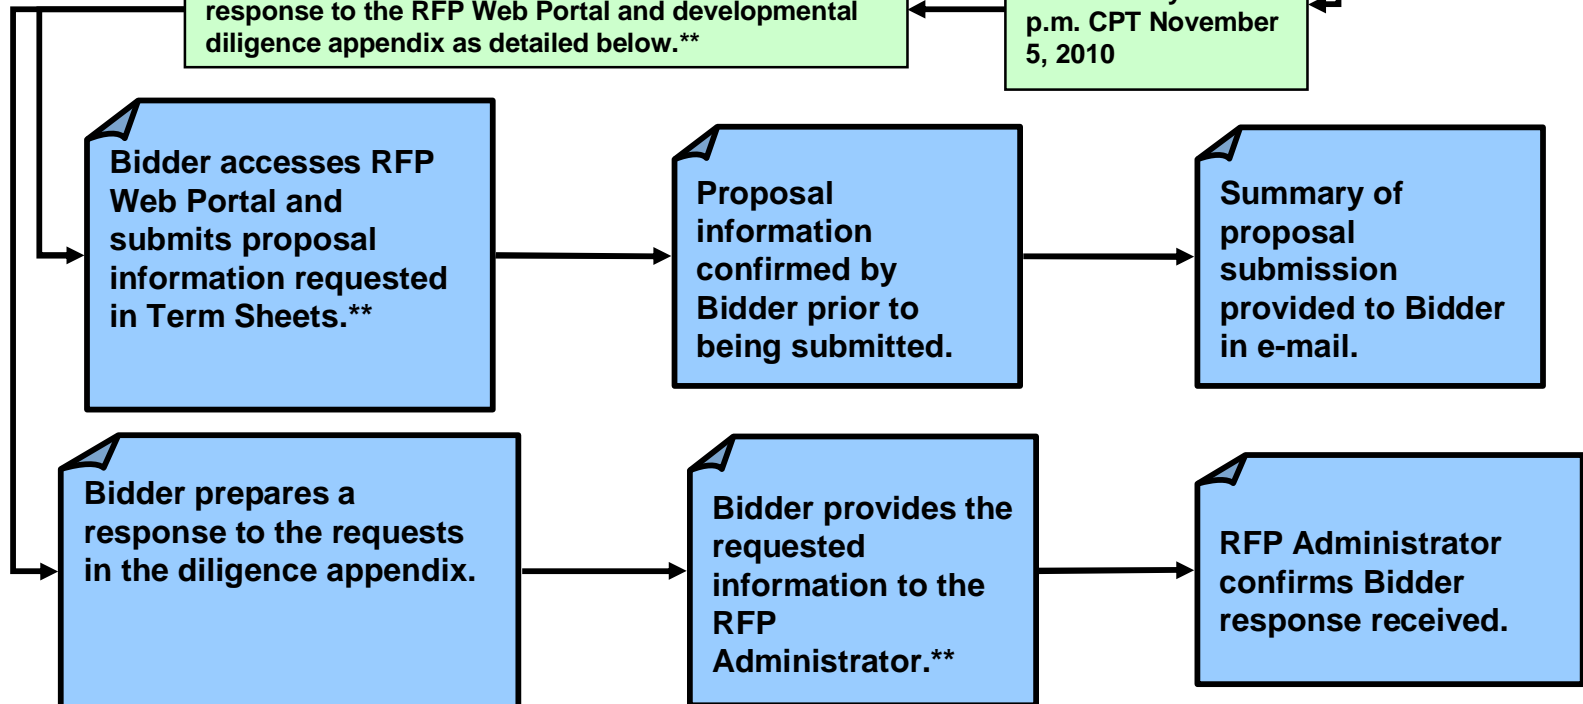 response to the RFP Web Portal and developmental
diligence appendix as detailed below.**
p.m. CPT November
5, 2010
Bidder accesses RFP
Web Portal and
submits proposal
information requested
in Term Sheets.**
Proposal
information
confirmed by
Bidder prior to
being submitted.
Summary of
proposal
submission
provided to Bidder
in e-mail.
Bidder prepares a
response to the requests
in the diligence appendix.
Bidder provides the
requested
information to the
RFP
Administrator.**
RFP Administrator
confirms Bidder
response received.